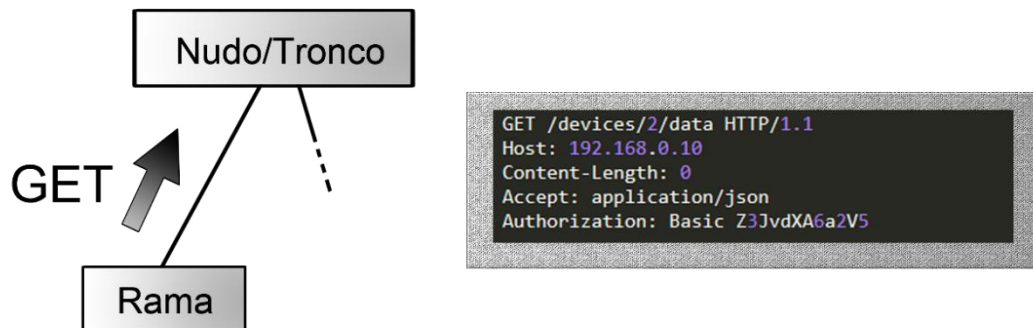 Nudo/Tronco
GET
Rama
GET /devices/2/data HTTP/1.1
Host: 192.168.0.10
Content-Length: 0
Accept: application/json
Authorization: Basic Z3JvdXA6a2V5